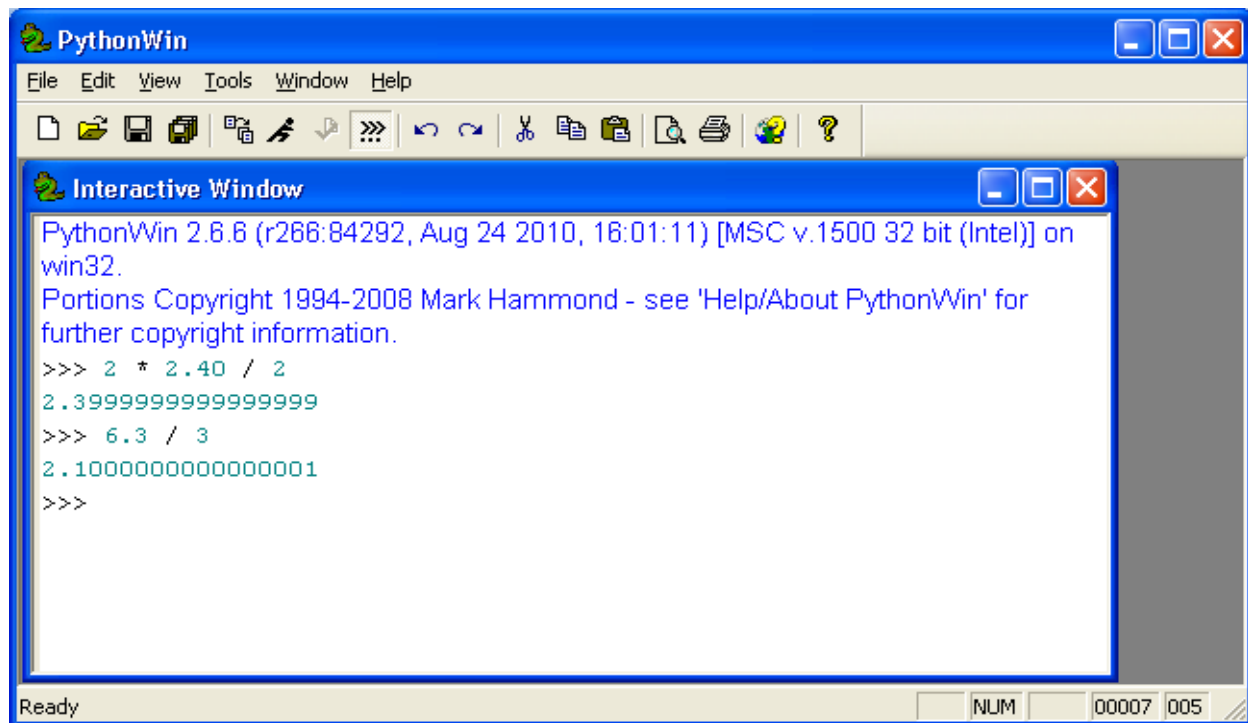 PythonWin
File Edit View Tools Window Help
Interactive Window
PythonWin 2.6.6 (r266:84292, Aug 24 2010, 16:01:11) [MSC v.1500 32 bit (Intel)] on
win32.
Portions Copyright 1994-2008 Mark Hammond - see 'Help/About PythonWin' for
further copyright information.
>>> 2 * 2.40 / 2
2.3999999999999999
>>> 6.3 / 3
2.1000000000000001
>>>
Ready NUM 00007 005